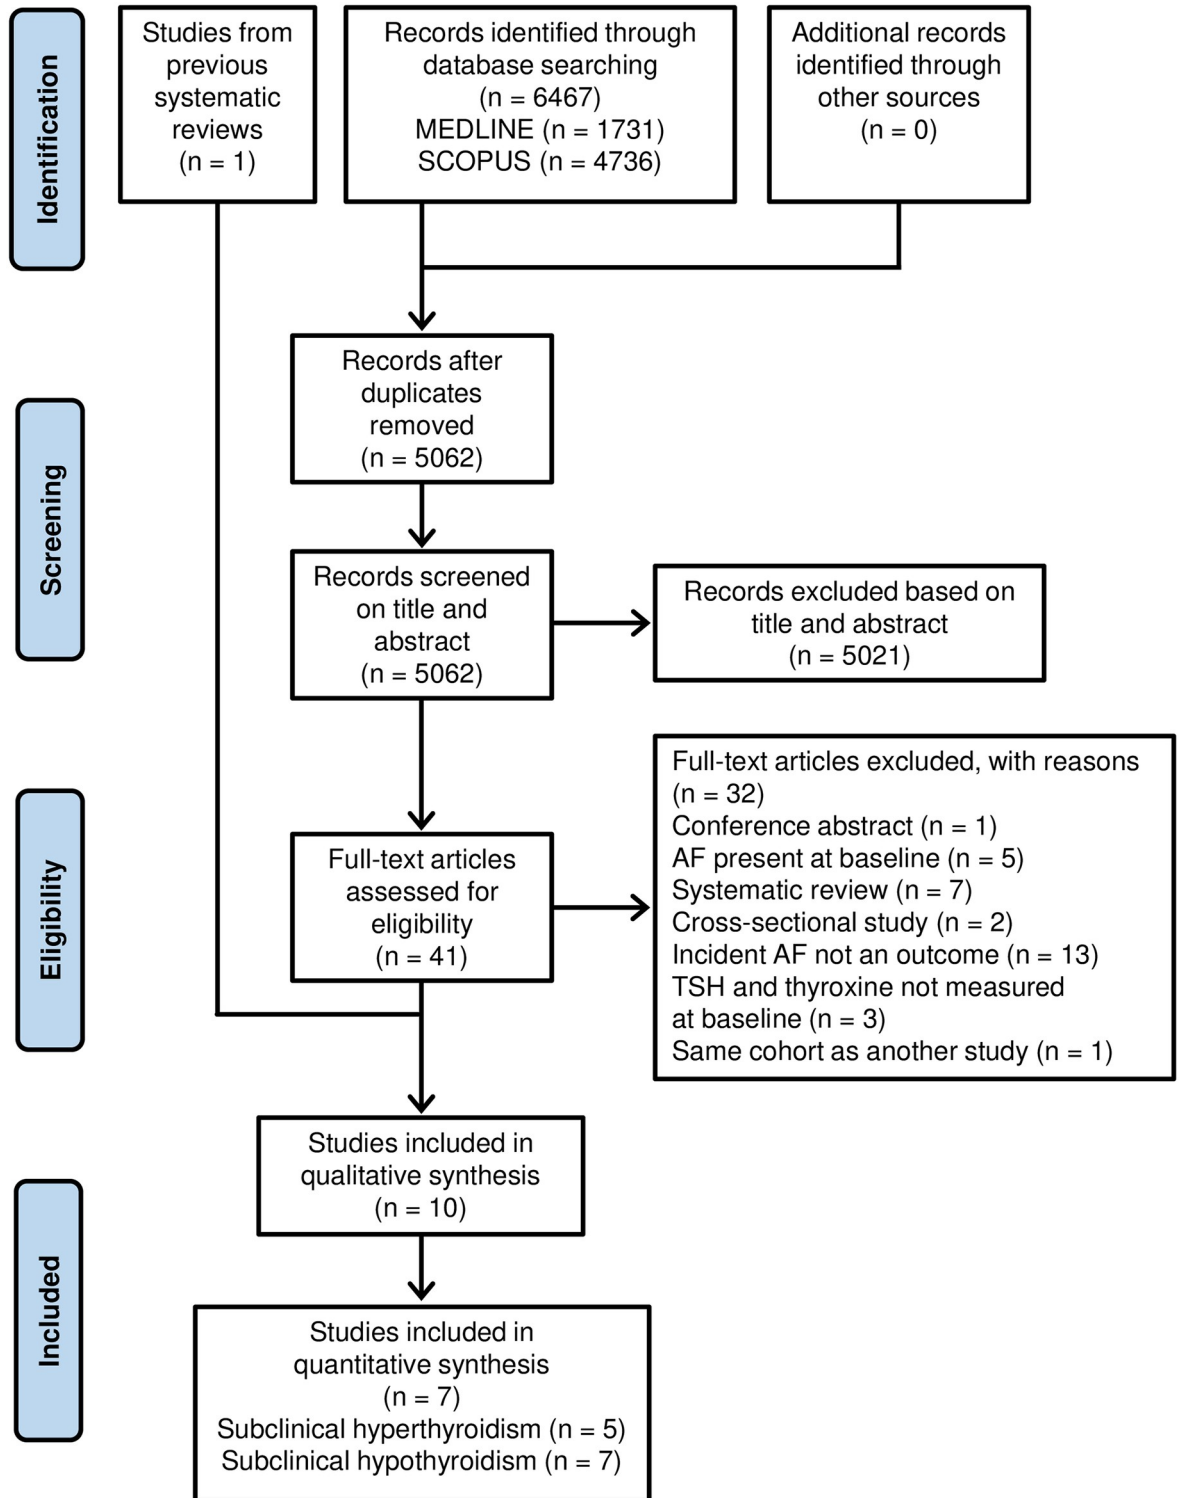 Identification
Studies from
previous
systematic
reviews
(n = 1)
Records identified through
database searching
(n = 6467)
MEDLINE (n = 1731)
SCOPUS (n = 4736)
Additional records
identified through
other sources
(n = 0)
Screening
Records after
duplicates
removed
(n = 5062)
Records screened
on title and
abstract
(n = 5062)
Records excluded based on
title and abstract
(n = 5021)
Eligibility
Full-text articles
assessed for
eligibility
(n = 41)
Full-text articles excluded, with reasons
(n = 32)
Conference abstract (n = 1)
AF present at baseline (n = 5)
Systematic review (n = 7)
Cross-sectional study (n = 2)
Incident AF not an outcome (n = 13)
TSH and thyroxine not measured
at baseline (n = 3)
Same cohort as another study (n = 1)
Included
Studies included in
qualitative synthesis
(n = 10)
Studies included in
quantitative synthesis
(n = 7)
Subclinical hyperthyroidism (n = 5)
Subclinical hypothyroidism (n = 7)